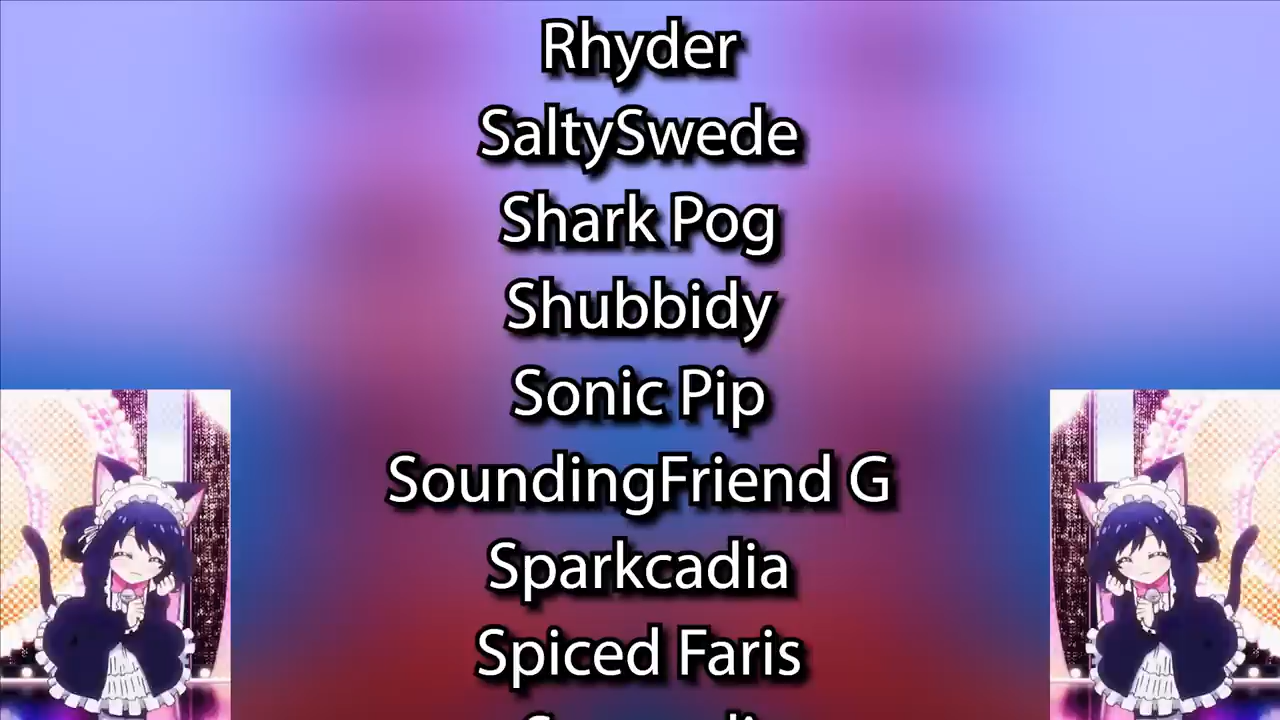 Rhyder
SaltySwede
Shark Pog
Shubbidy
Sonic Pip
SoundingFriend G
Sparkcadia
Spiced Faris